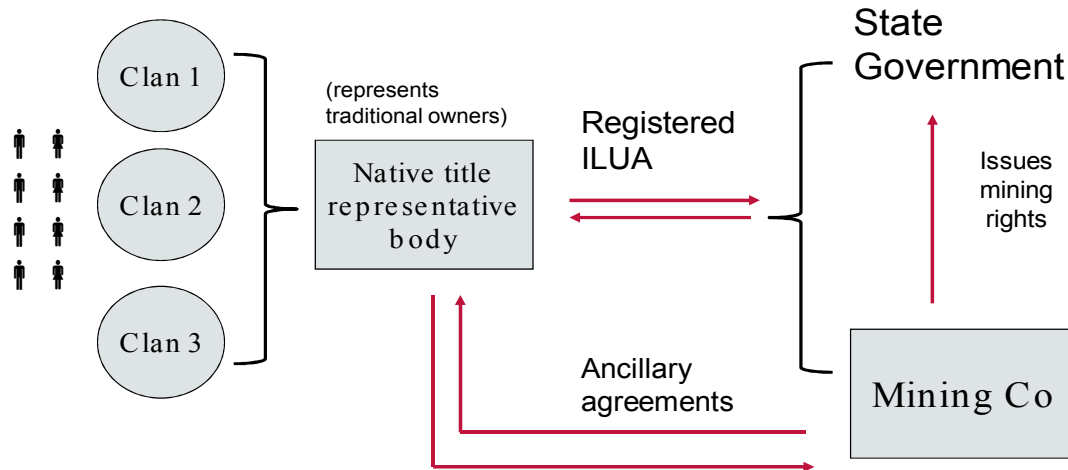 Clan 1
Clan 2
Clan 3
(represents
traditional owners)
Native title
representative
body
Registered
ILUA
State
Government
Issues
mining
rights
Ancillary
agreements
Mining Co